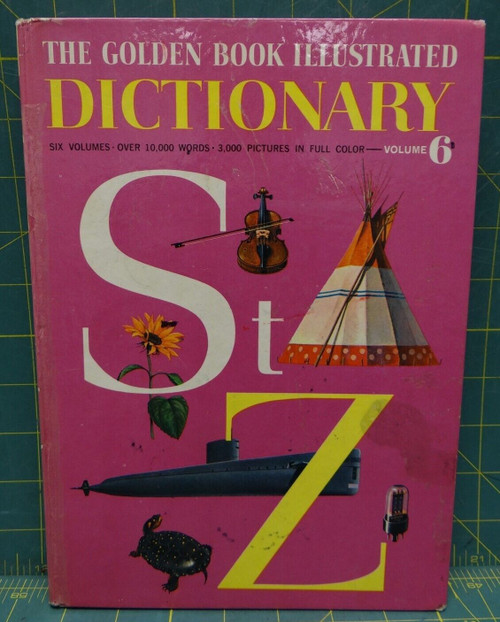 THE GOLDEN BOOK ILLUSTRATED
DICTIONARY
SIX VOLUMES · OVER 10,000 WORDS · 3,000 PICTURES IN FULL COLOR—VOLUME 6
St
Z